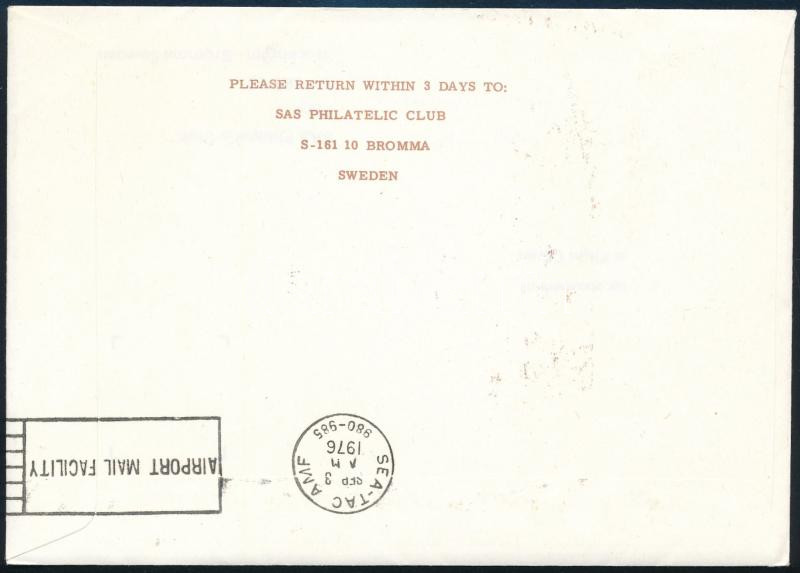 PLEASE RETURN WITHIN 3 DAYS TO:
SAS PHILATELIC CLUB
S-161 10 BROMMA
SWEDEN
AIRPORT MAIL FACILITY
SEA-TAC AMF
SEP 3
AM
1976
980-985